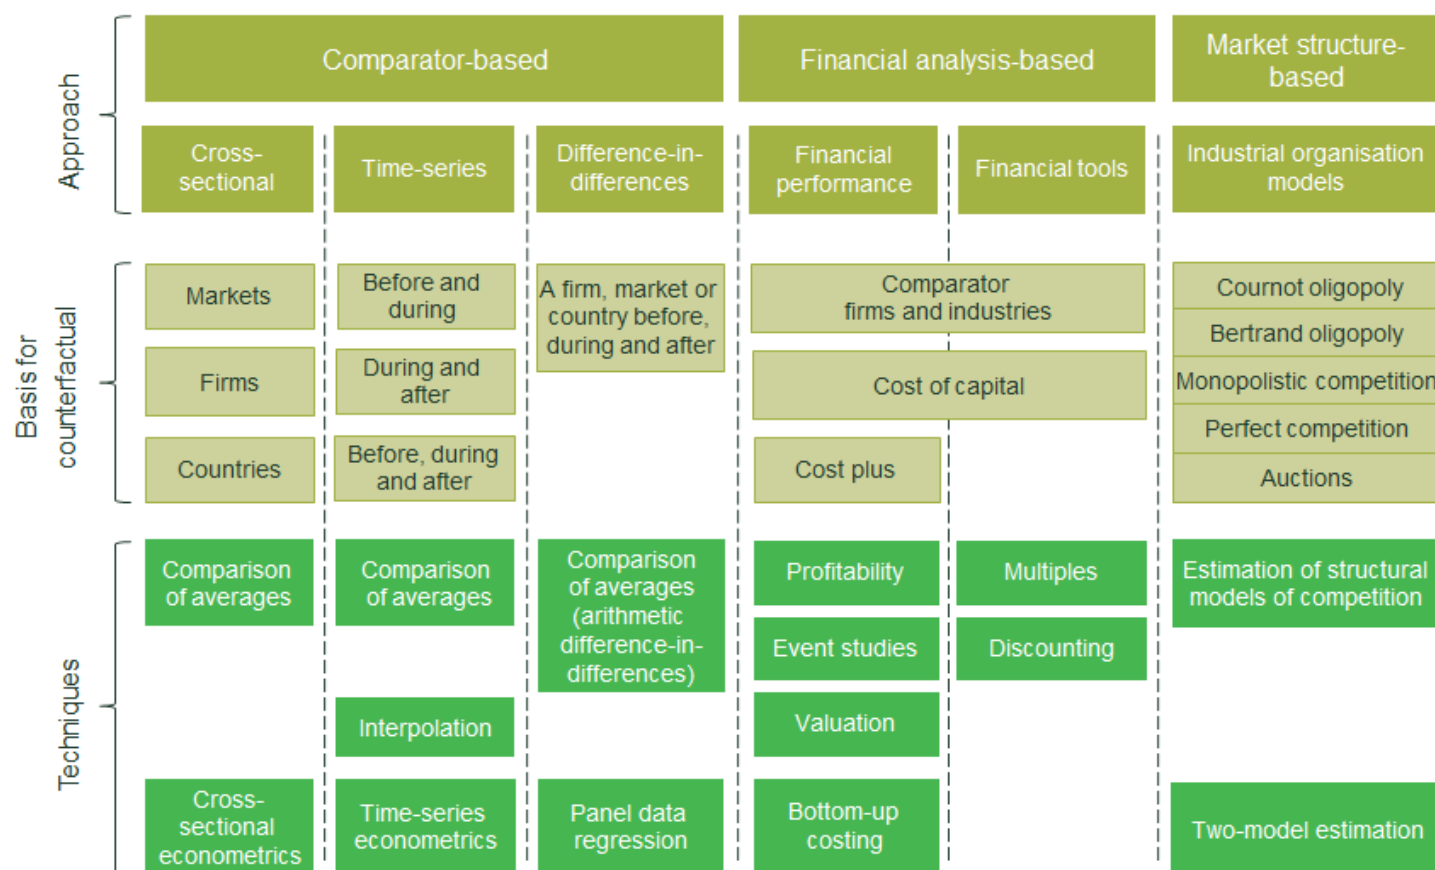 Approach
Comparator-based
Financial analysis-based
Market structure-
based
Cross-
sectional
Time-series
Difference-in-
differences
Financial
performance
Financial tools
Industrial organisation
models
Basis for
counterfactual
Markets
Firms
Countries
Before and
during
During and
after
Before, during
and after
A firm, market or
country before,
during and after
Comparator
firms and industries
Cost of capital
Cost plus
Cournot oligopoly
Bertrand oligopoly
Monopolistic competition
Perfect competition
Auctions
Techniques
Comparison
of averages
Cross-
sectional
econometrics
Comparison
of averages
Interpolation
Time-series
econometrics
Comparison
of averages
(arithmetic
difference-in-
differences)
Panel data
regression
Profitability
Event studies
Valuation
Bottom-up
costing
Multiples
Discounting
Estimation of structural
models of competition
Two-model estimation